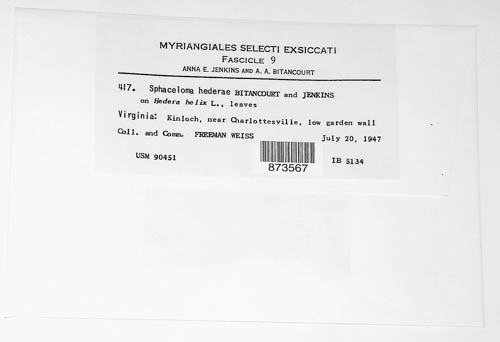 MYRIANGIALES SELECTI EXSICCATI
FASCICLE 9
ANNA E. JENKINS AND A. A. BITANCOURT
417. Sphaceloma hederae BITANCOURT and JENKINS
on Hedera helix L., leaves
Virginia: Kinloch, near Charlottesville, low garden wall
Coll. and Comm. FREEMAN WEISS July 20, 1947
USM 90451 IB 5134
873567